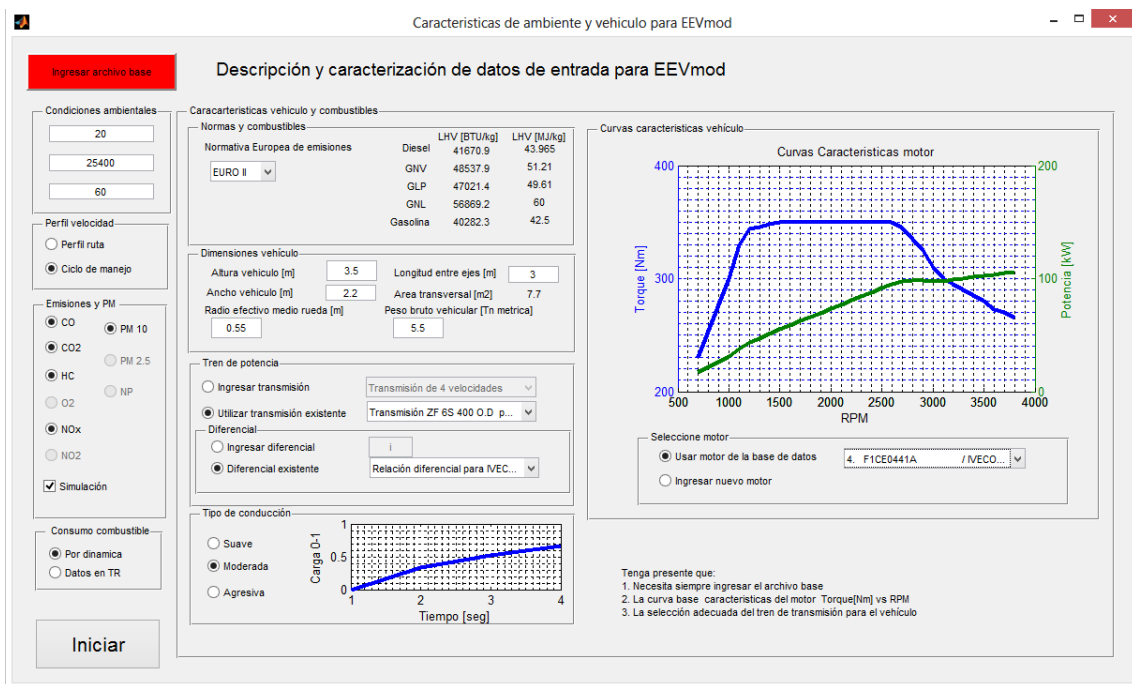 Caracteristicas de ambiente y vehiculo para EEVmod
Ingresar archivo base
Descripción y caracterización de datos de entrada para EEVmod
Condiciones ambientales
20
25400
60
Perfil velocidad
Perfil ruta
Ciclo de manejo
Emisiones y PM
CO
PM 10
CO2
PM 2.5
HC
NP
O2
NOx
NO2
Simulación
Consumo combustible
Por dinamica
Datos en TR
Iniciar
Caracarteristicas vehiculo y combustibles
Normas y combustibles
Normativa Europea de emisiones
EURO II
LHV [BTU/kg] LHV [MJ/kg]
Diesel 41670.9 43.965
GNV 48537.9 51.21
GLP 47021.4 49.61
GNL 56869.2 60
Gasolina 40282.3 42.5
Dimensiones vehículo
Altura vehiculo [m] 3.5 Longitud entre ejes [m] 3
Ancho vehiculo [m] 2.2 Area transversal [m2] 7.7
Radio efectivo medio rueda [m] Peso bruto vehicular [Tn metrica]
0.55 5.5
Tren de potencia
Ingresar transmisión Transmisión de 4 velocidades
Utilizar transmisión existente Transmisión ZF 6S 400 O.D p...
Diferencial
Ingresar diferencial i
Diferencial existente Relación diferencial para IVEC...
Tipo de conducción
Suave
Moderada
Agresiva
Carga 0-1
1
0.5
0
1 2 3 4
Tiempo [seg]
Curvas caracteristicas vehículo
Curvas Caracteristicas motor
400 200
Torque [Nm]
300 100
Potencia [kW]
200 0
500 1000 1500 2000 2500 3000 3500 4000
RPM
Seleccione motor
Usar motor de la base de datos 4. F1CE0441A / IVECO...
Ingresar nuevo motor
Tenga presente que:
1. Necesita siempre ingresar el archivo base
2. La curva base caracteristicas del motor Torque[Nm] vs RPM
3. La selección adecuada del tren de transmisión para el vehículo